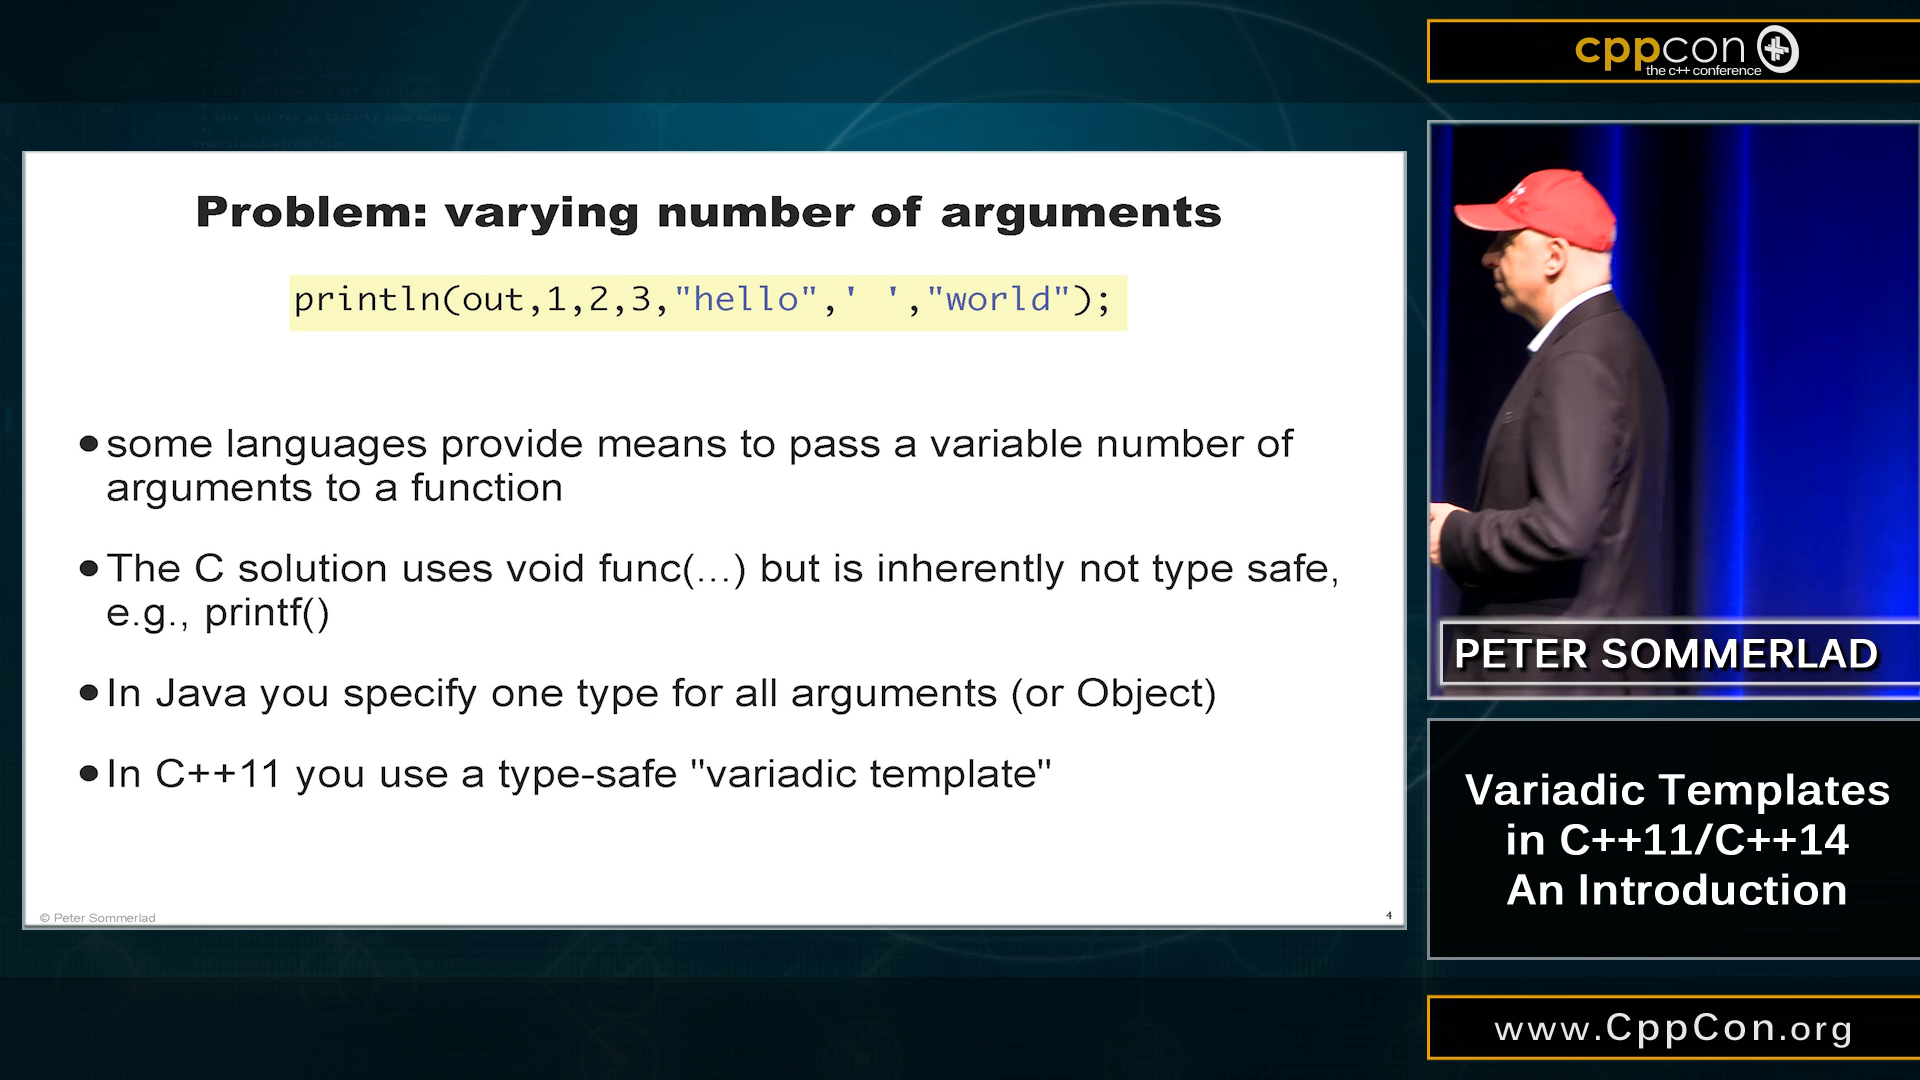 cppcon
the c++ conference
Problem: varying number of arguments
println(out,1,2,3,"hello",' ',"world");
●some languages provide means to pass a variable number of
arguments to a function
●The C solution uses void func(...) but is inherently not type safe,
e.g., printf()
●In Java you specify one type for all arguments (or Object)
●In C++11 you use a type-safe "variadic template"
© Peter Sommerlad
4
PETER SOMMERLAD
Variadic Templates
in C++11/C++14
An Introduction
www.CppCon.org